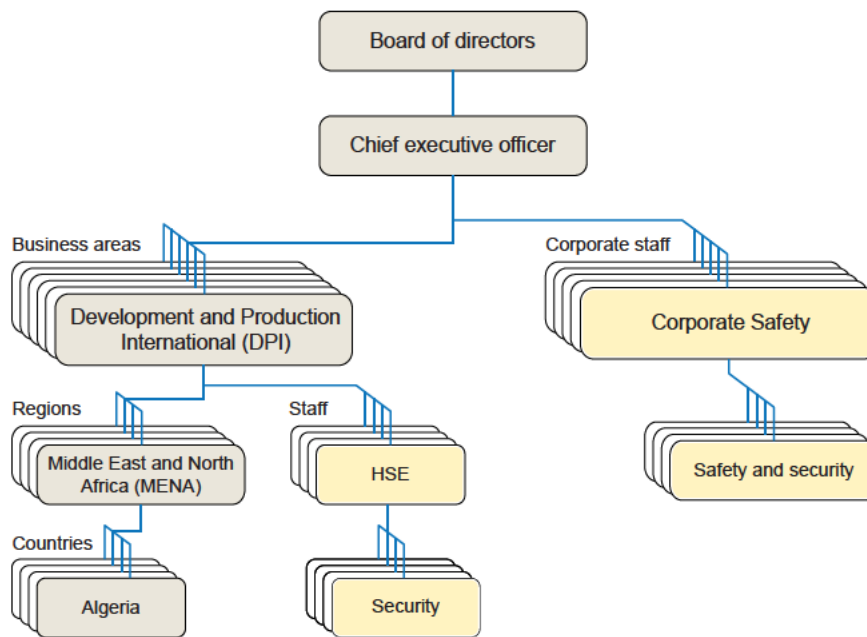 Board of directors
Chief executive officer
Business areas
Corporate staff
Development and Production
International (DPI)
Corporate Safety
Regions
Staff
Middle East and North
Africa (MENA)
HSE
Safety and security
Countries
Algeria
Security